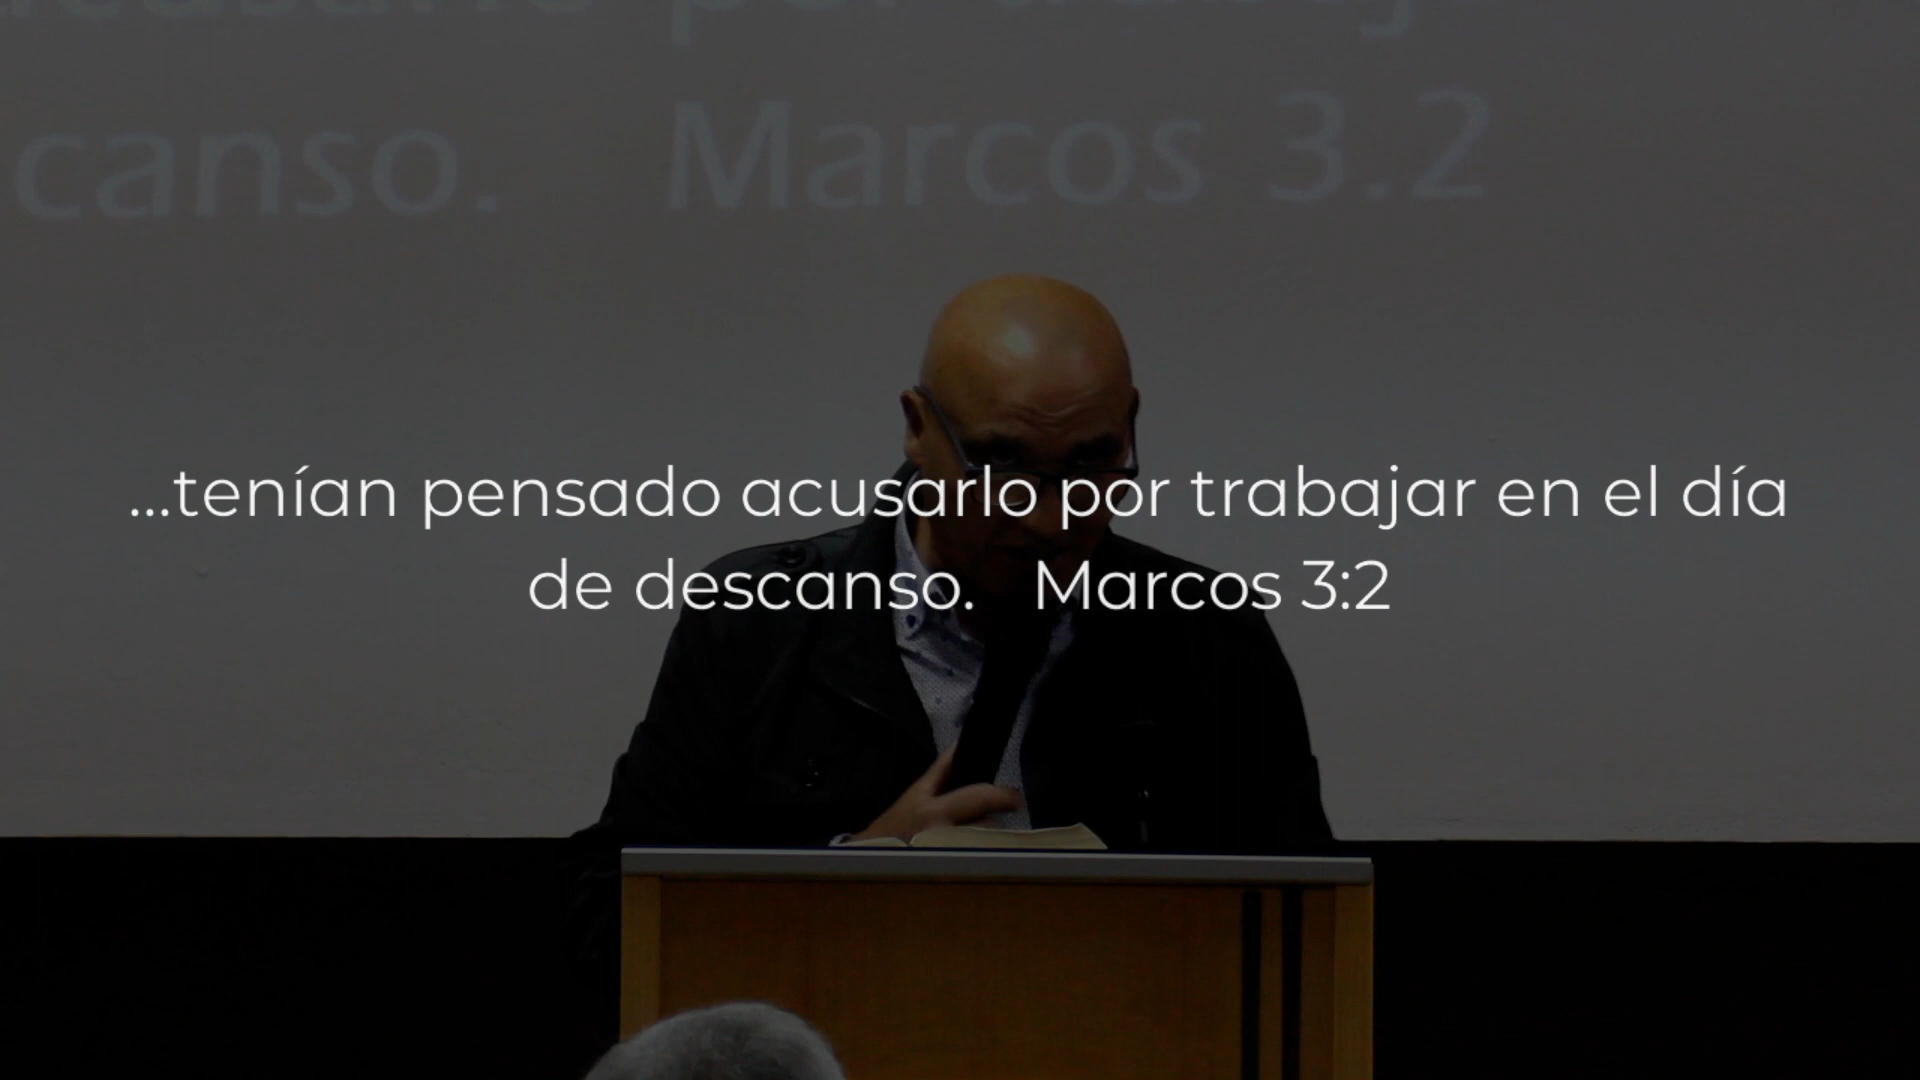 canso. Marcos 3.2
...tenían pensado acusarlo por trabajar en el día
de descanso. Marcos 3:2